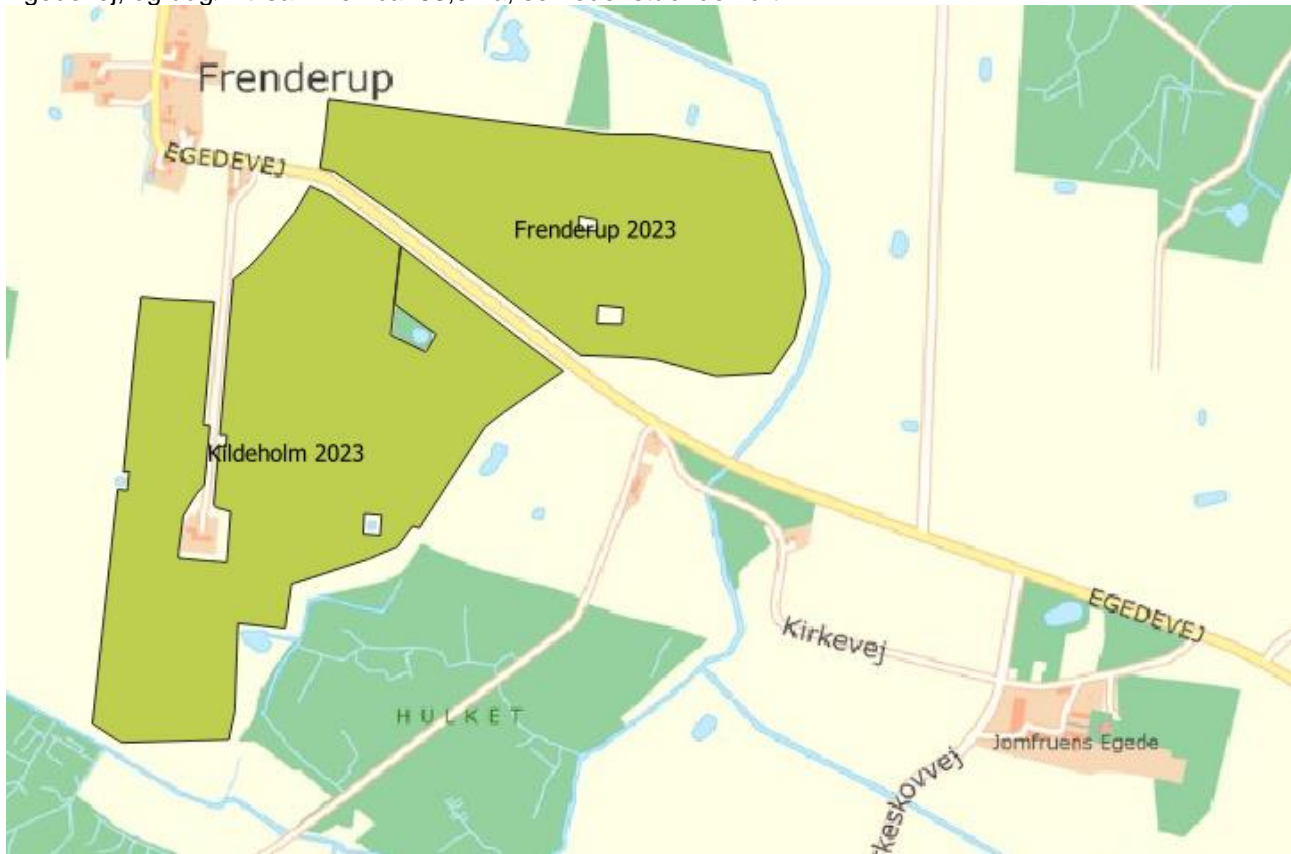 Frenderup
EGEDEVEJ
Frenderup 2023
Kildeholm 2023
EGEDEVEJ
Kirkevej
HULKET
Jomfruens Egede